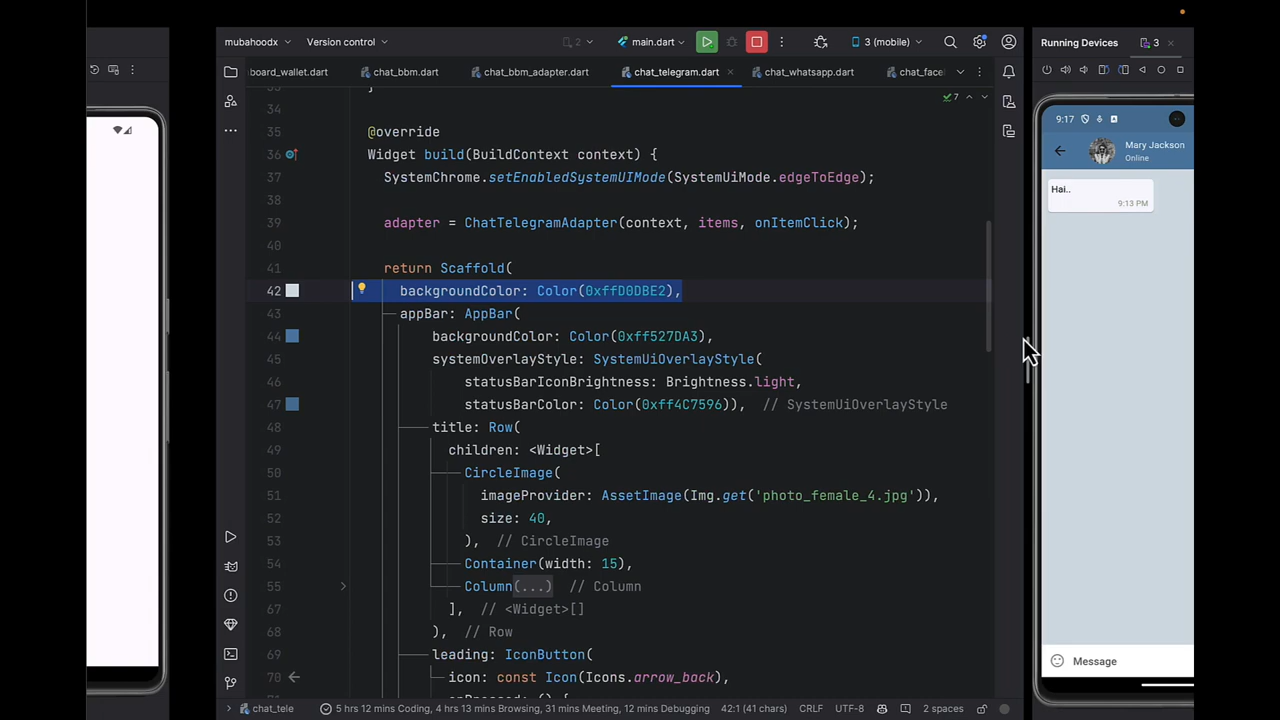 mubahoodx
Version control
2
main.dart
3 (mobile)
Running Devices
3
board_wallet.dart
chat_bbm.dart
chat_bbm_adapter.dart
chat_telegram.dart
chat_whatsapp.dart
chat_face
7
33 }
34
35 @override
36 Widget build(BuildContext context) {
37 SystemChrome.setEnabledSystemUIMode(SystemUiMode.edgeToEdge);
38
39 adapter = ChatTelegramAdapter(context, items, onItemClick);
40
41 return Scaffold(
42 backgroundColor: Color(0xffD0DBE2),
43 appBar: AppBar(
44 backgroundColor: Color(0xff527DA3),
45 systemOverlayStyle: SystemUiOverlayStyle(
46 statusBarIconBrightness: Brightness.light,
47 statusBarColor: Color(0xff4C7596)), // SystemUiOverlayStyle
48 title: Row(
49 children: <Widget>[
50 CircleImage(
51 imageProvider: AssetImage(Img.get('photo_female_4.jpg')),
52 size: 40,
53 ), // CircleImage
54 Container(width: 15),
55 Column(...) // Column
67 ], // <Widget>[]
68 ), // Row
69 leading: IconButton(
70 icon: const Icon(Icons.arrow_back),
onPressed: () {
9:17
Mary Jackson
Online
Hai..
9:13 PM
Message
chat_tele
5 hrs 12 mins Coding, 4 hrs 13 mins Browsing, 31 mins Meeting, 12 mins Debugging
42:1 (41 chars)
CRLF
UTF-8
2 spaces